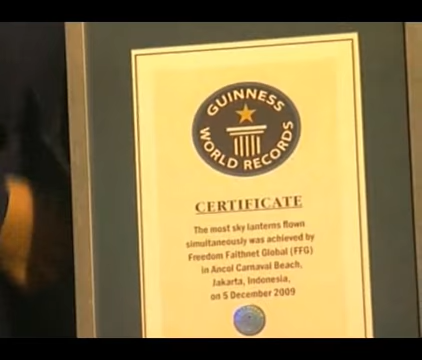 GUINNESS
WORLD RECORDS
CERTIFICATE
The most sky lanterns flown
simultaneously was achieved by
Freedom Faithnet Global (FFG)
in Ancol Carnaval Beach,
Jakarta, Indonesia,
on 5 December 2009